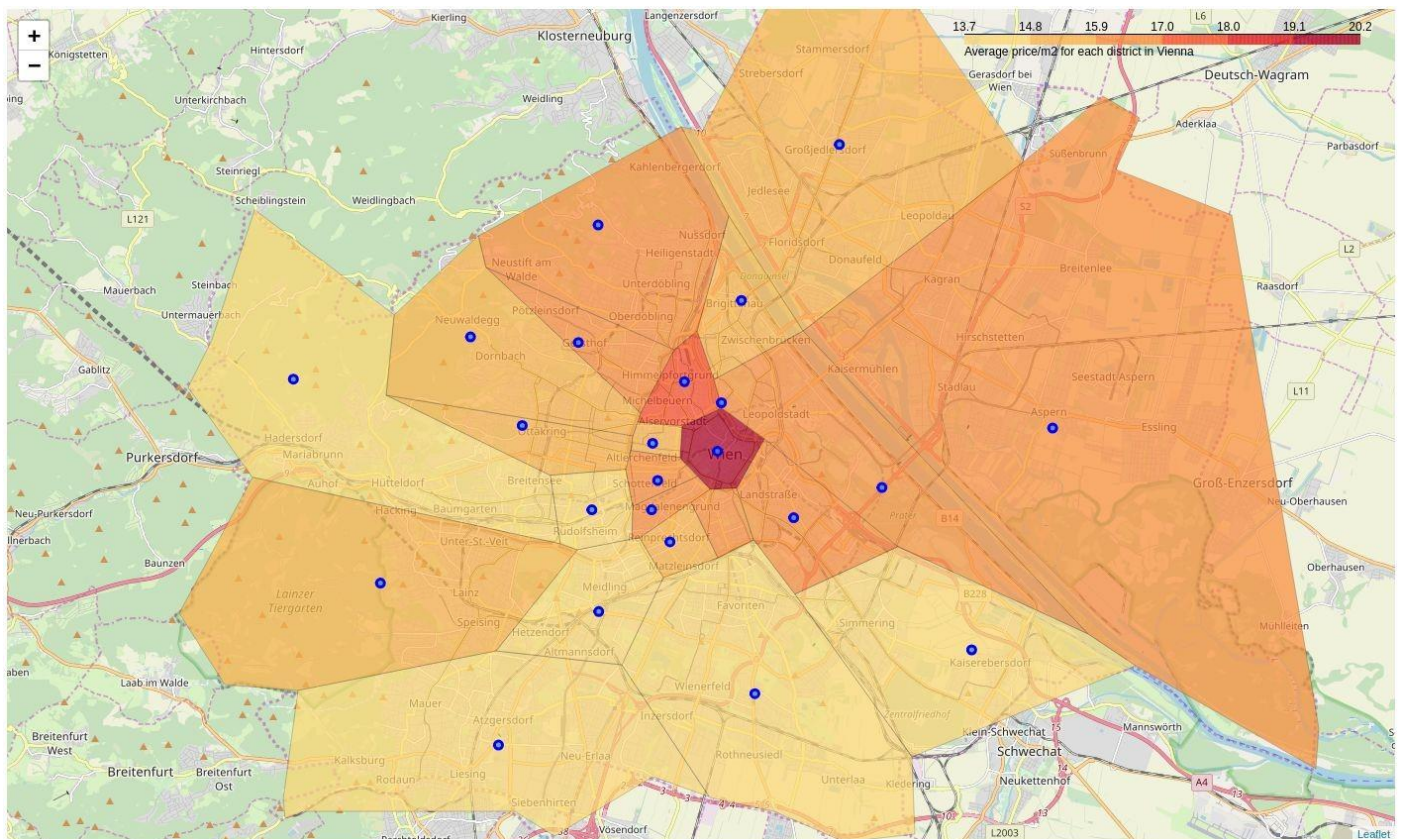 +
−
13.7 14.8 15.9 17.0 18.0 19.1 20.2
Average price/m2 for each district in Vienna
Kierling
Langenzersdorf
L6
Klosterneuburg
Stammersdorf
Königstetten
Hintersdorf
Strebersdorf
Gerasdorf bei
Wien
Deutsch-Wagram
Unterkirchbach
Weidling
Aderklaa
Parbasdorf
Großjedlersdorf
Süßenbrunn
Steinriegl
Kahlenbergerdorf
Scheiblingstein
Weidlingbach
Jedlesee
L121
S2
Leopoldau
Nussdorf
Floridsdorf
L2
Heiligenstadt
Donaufeld
Neustift am
Walde
Breitenlee
Kagran
Donauinsel
Mauerbach
Steinbach
Unterdöbling
Raasdorf
Pötzleinsdorf
Brigittenau
Untermauerbach
Neuwaldegg
Oberdöbling
Hirschstetten
Gersthof
Zwischenbrücken
Dornbach
Gablitz
Kaisermühlen
Himmelpfortgrund
Seestadt Aspern
Stadlau
L11
Michelbeuern
Leopoldstadt
Aspern
Alservorstadt
Essling
Ottakring
Hadersdorf
Mariabrunn
Purkersdorf
Altlerchenfeld
Wien
Auhof
Hütteldorf
Breitensee
Schottenfeld
Groß-Enzersdorf
Landstraße
Neu-Oberhausen
Hacking
Baumgarten
Magdalenengrund
Neu-Purkersdorf
Prater
B14
Rudolfsheim
Unter-St.-Veit
Matzleinsdorf
Baunzen
Oberhausen
Meidling
Lainzer
Tiergarten
Lainz
B228
Favoriten
Speising
Simmering
Hetzendorf
Mühlleiten
Altmannsdorf
Kaiserebersdorf
Laab im Walde
Wienerfeld
Mauer
Atzgersdorf
Inzersdorf
Zentralfriedhof
Breitenfurt
West
15
Mannswörth
Klein-Schwechat
Schwechat
Kalksburg
Neu-Erlaa
Rothneusiedl
Breitenfurt
Breitenfurt
Ost
Rodaun
Liesing
Unterlaa
Kledering
14
Neukettenhof
A4
Siebenhirten
13
Vösendorf
L2003
Leaflet